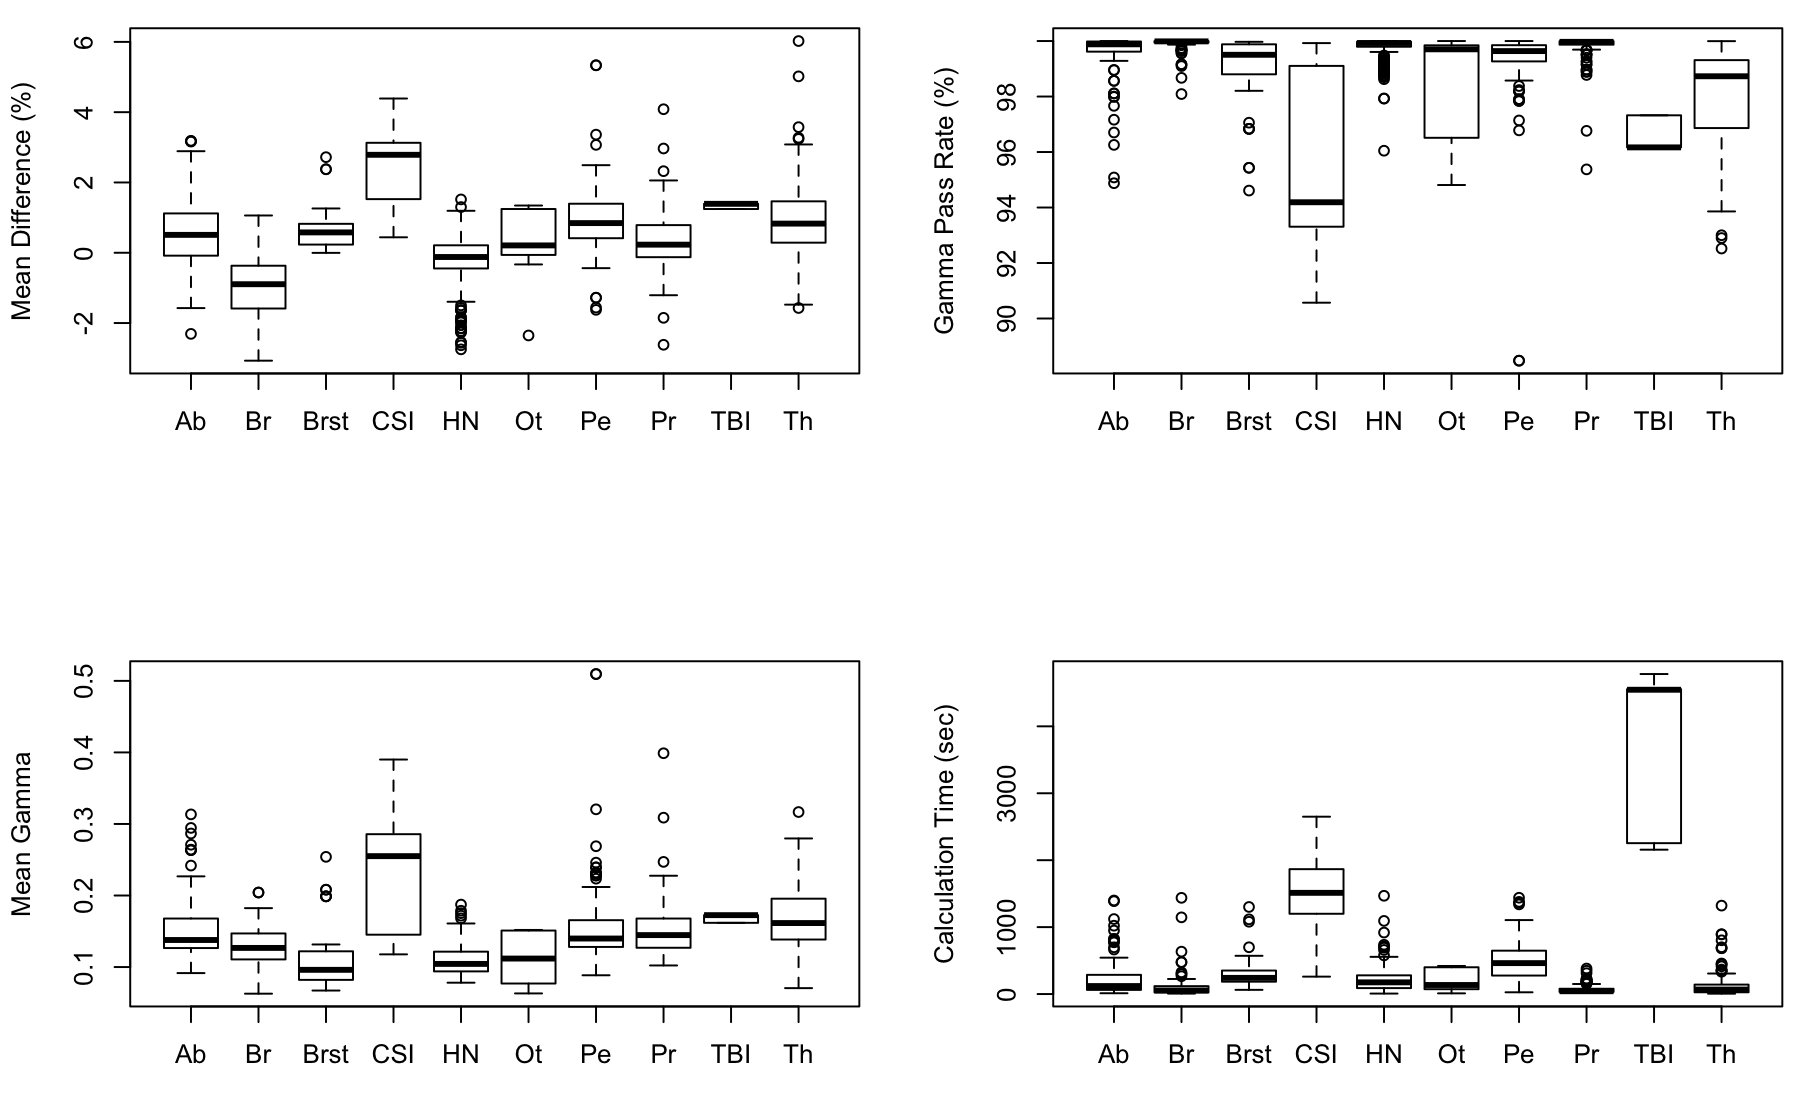 Mean Difference (%)
6
4
2
0
-2
Ab Br Brst CSI HN Ot Pe Pr TBI Th
Gamma Pass Rate (%)
98
96
94
92
90
Ab Br Brst CSI HN Ot Pe Pr TBI Th
Mean Gamma
0.5
0.4
0.3
0.2
0.1
Ab Br Brst CSI HN Ot Pe Pr TBI Th
Calculation Time (sec)
3000
1000
0
Ab Br Brst CSI HN Ot Pe Pr TBI Th